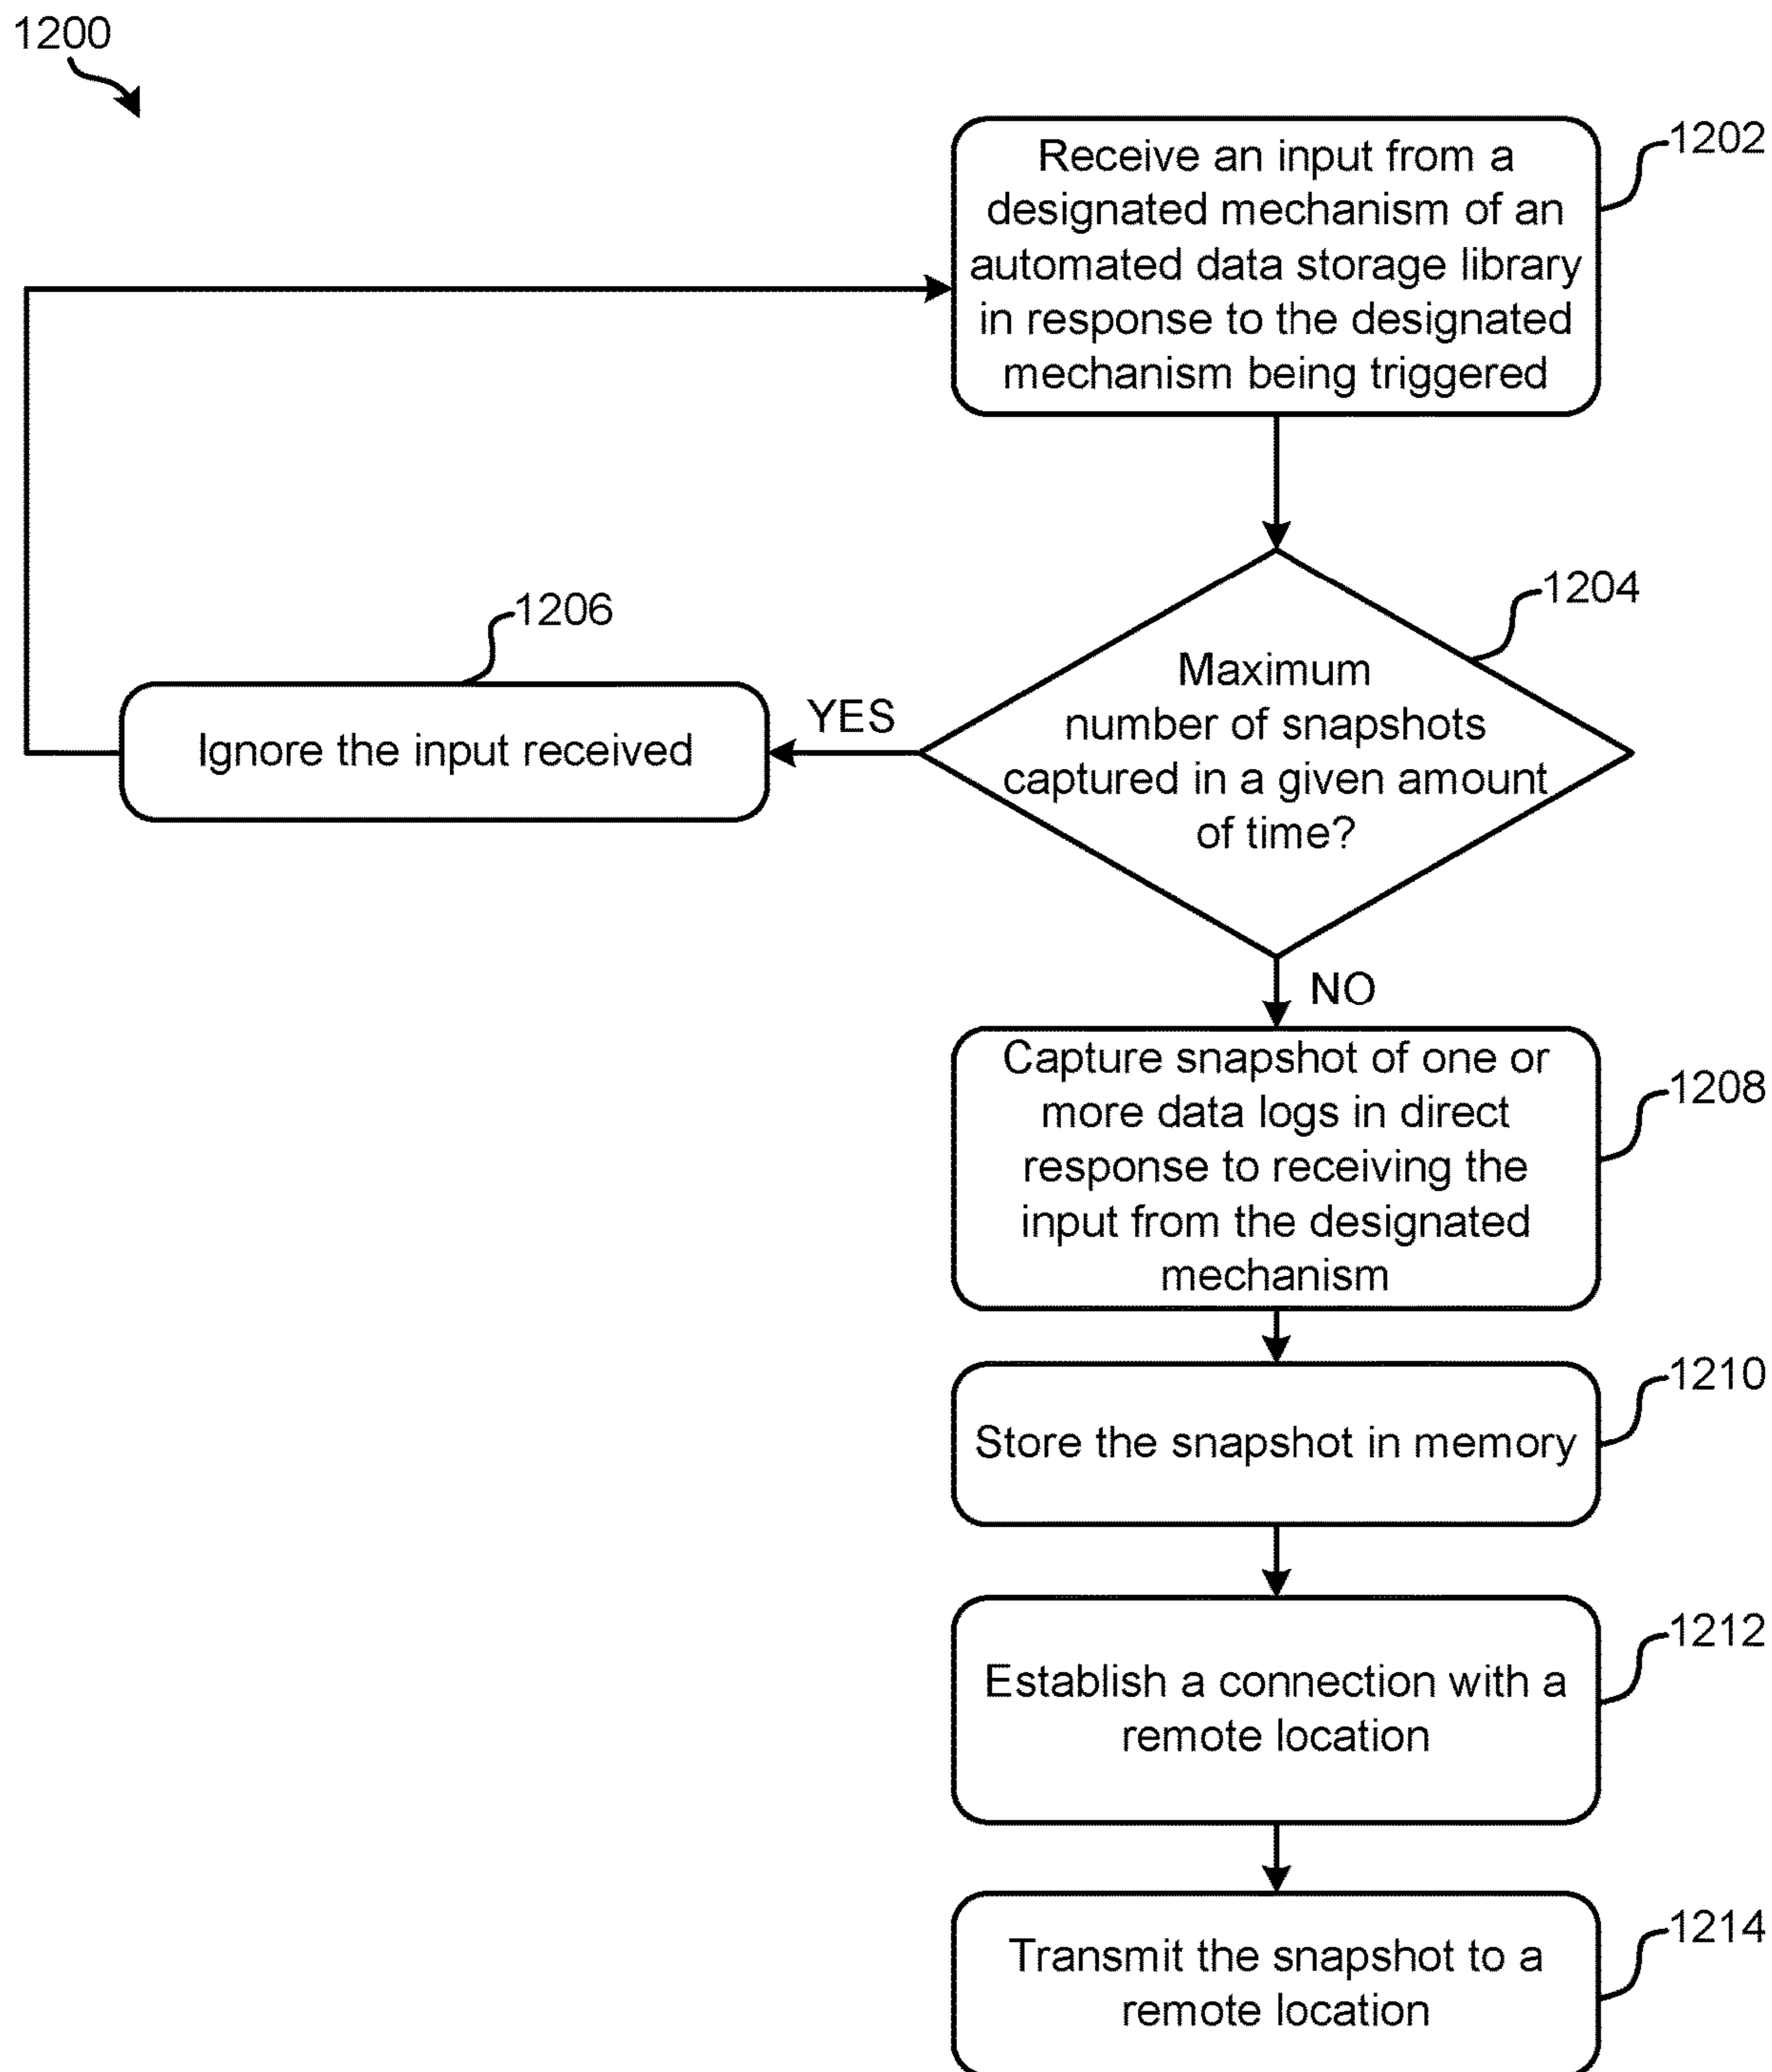 1200
1202
Receive an input from a
designated mechanism of an
automated data storage library
in response to the designated
mechanism being triggered
1204
Maximum
number of snapshots
captured in a given amount
of time?
YES
1206
Ignore the input received
NO
1208
Capture snapshot of one or
more data logs in direct
response to receiving the
input from the designated
mechanism
1210
Store the snapshot in memory
1212
Establish a connection with a
remote location
1214
Transmit the snapshot to a
remote location